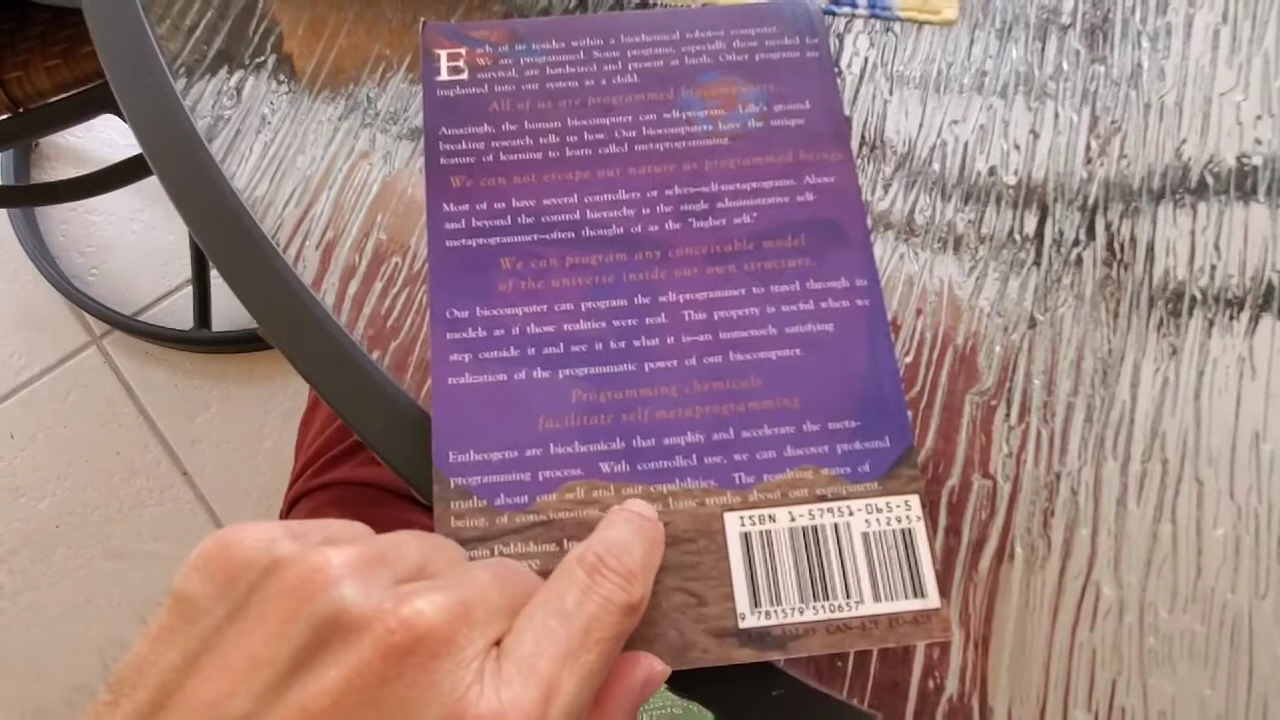 Each of us resides within a biochemical robotic computer.
We are programmed. Some programs, especially those needed for
survival, are hardwired and present at birth. Other programs are
implanted into our system as a child.
All of us are programmed biocomputers.
Amazingly, the human biocomputer can self-program. Lilly's ground-
breaking research tells us how. Our biocomputers have the unique
feature of learning to learn called metaprogramming.
We can not escape our nature as programmed beings
Most of us have several controllers or selves—self-metaprograms. Above
and beyond the control hierarchy is the single administrative self-
metaprogrammer—often thought of as the "higher self."
We can program any conceivable model
of the universe inside our own structure.
Our biocomputer can program the self-programmer to travel through its
models as if those realities were real. This property is useful when we
step outside it and see it for what it is—an immensely satisfying
realization of the programmatic power of our biocomputer.
Programming chemicals
facilitate self-metaprogramming
Entheogens are biochemicals that amplify and accelerate the meta-
programming process. With controlled use, we can discover profound
truths about our self and our capabilities. The resulting states of
being, of consciousness, basic truths about our equipment.
Publishing,
ISBN 1-57951-065-5
51295>
9 781579 510657